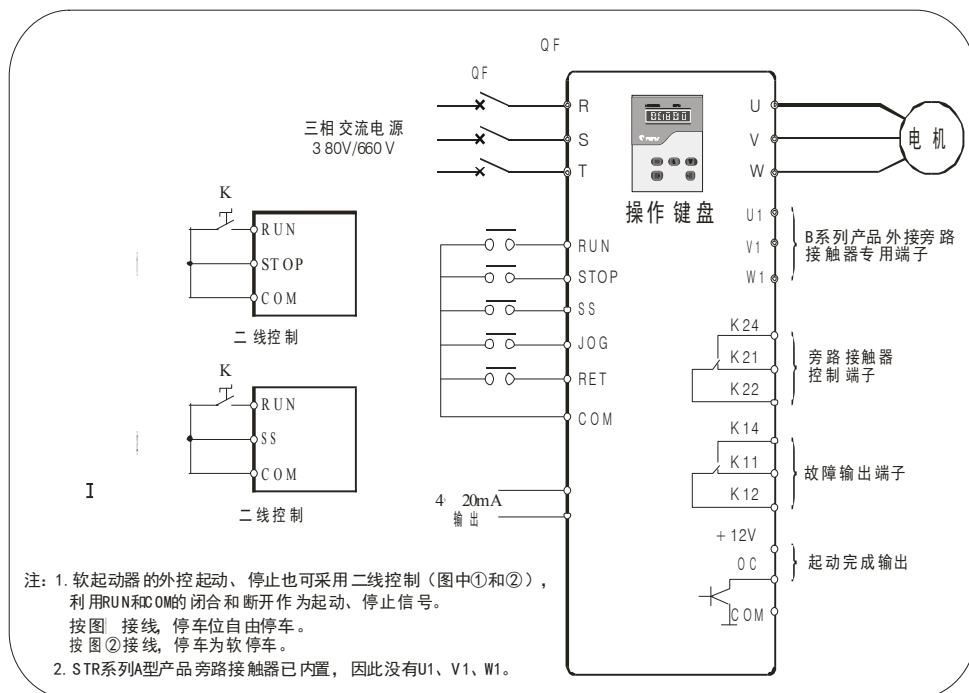 QF
QF
三相交流电源
380V/660V
R
S
T
操作键盘
U
V
W
电机
U1
V1
W1
B系列产品外接旁路
接触器专用端子
K
RUN
STOP
COM
二线控制
K
RUN
SS
COM
二线控制
RUN
STOP
SS
JOG
RET
COM
4 20mA
输出
K24
K21
K22
旁路接触器
控制端子
K14
K11
K12
故障输出端子
+12V
OC
COM
起动完成输出
注：1. 软起动器的外控起动、停止也可采用二线控制（图中①和②），
利用RUN和COM的闭合和断开作为起动、停止信号。
按图 接线，停车位自由停车。
按图②接线，停车为软停车。
2. STR系列A型产品旁路接触器已内置，因此没有U1、V1、W1。